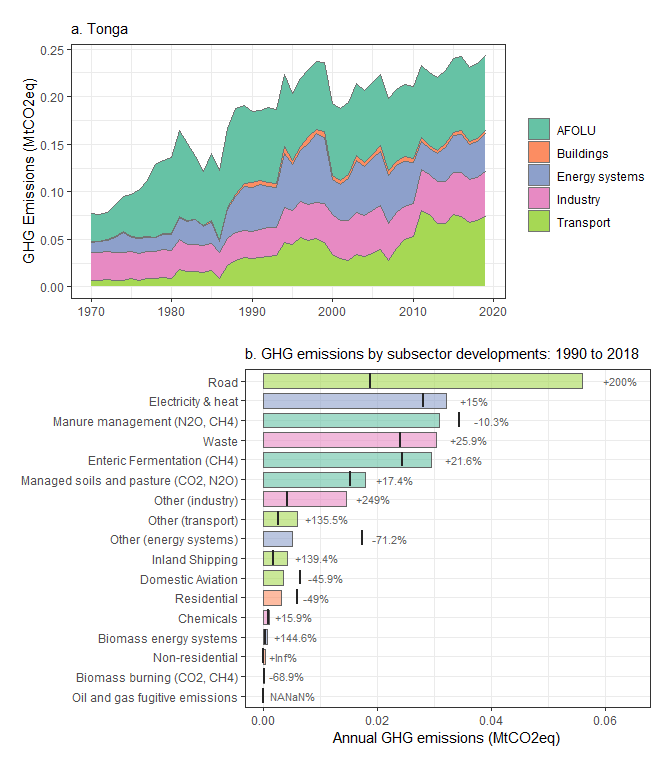 a. Tonga
GHG Emissions (MtCO2eq)
0.25
0.20
0.15
0.10
0.05
0.00
1970
1980
1990
2000
2010
2020
AFOLU
Buildings
Energy systems
Industry
Transport
b. GHG emissions by subsector developments: 1990 to 2018
Road
+200%
Electricity & heat
+15%
Manure management (N2O, CH4)
-10.3%
Waste
+25.9%
Enteric Fermentation (CH4)
+21.6%
Managed soils and pasture (CO2, N2O)
+17.4%
Other (industry)
+249%
Other (transport)
+135.5%
Other (energy systems)
-71.2%
Inland Shipping
+139.4%
Domestic Aviation
-45.9%
Residential
-49%
Chemicals
+15.9%
Biomass energy systems
+144.6%
Non-residential
+Inf%
Biomass burning (CO2, CH4)
-68.9%
Oil and gas fugitive emissions
NANaN%
0.00
0.02
0.04
0.06
Annual GHG emissions (MtCO2eq)